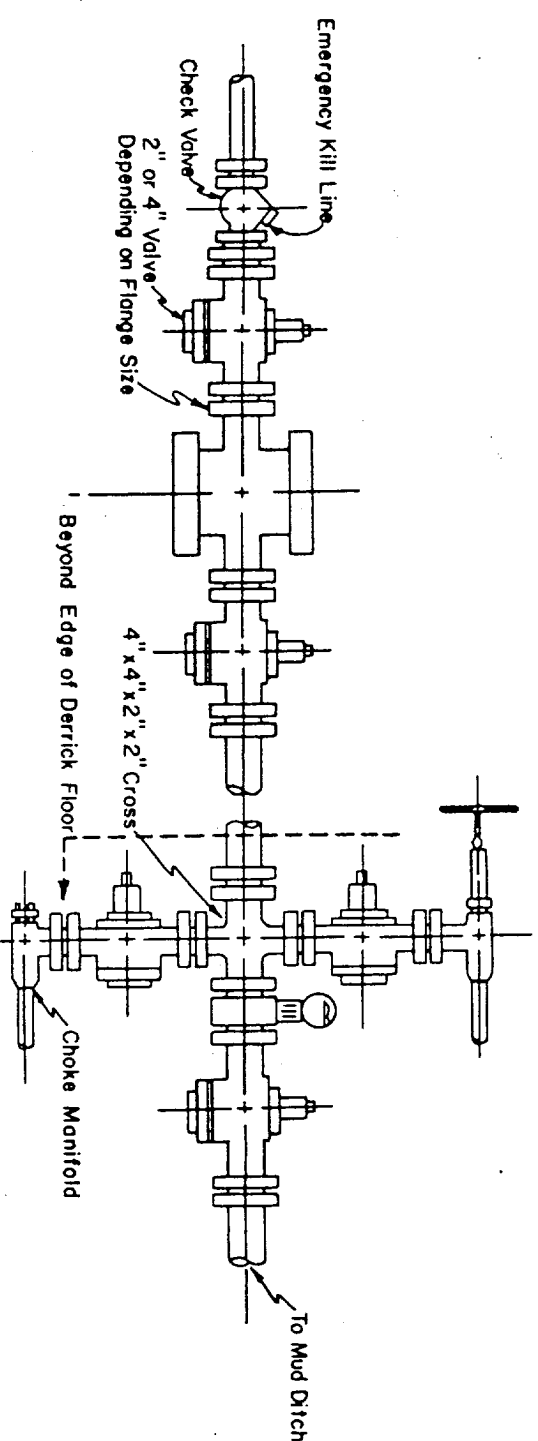 Emergency Kill Line
Check Valve
2" or 4" Valve
Depending on Flange Size
Beyond Edge of Derrick Floor
4"x4"x2"x2" Cross
Choke Manifold
To Mud Ditch